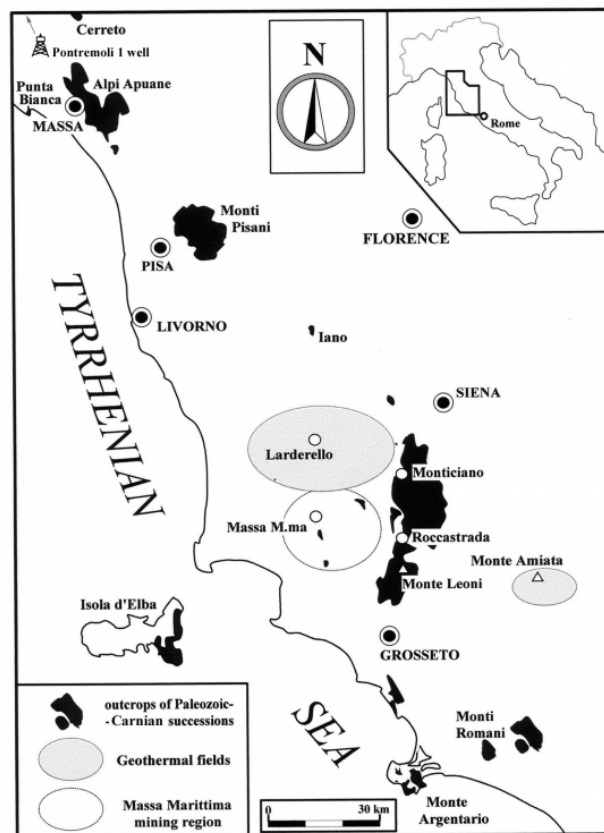 Cerreto
Pontremoli 1 well
Alpi Apuane
Punta
Bianca
MASSA
N
Rome
Monti
Pisani
FLORENCE
PISA
LIVORNO
TYRRHENIAN
Iano
SIENA
Larderello
Monticiano
Massa M.ma
Roccastrada
Monte Amiata
Monte Leoni
Isola d'Elba
GROSSETO
SEA
Monti
Romani
outcrops of Paleozoic-
-Carnian successions
Geothermal fields
Massa Marittima
mining region
0 30 km
Monte
Argentario